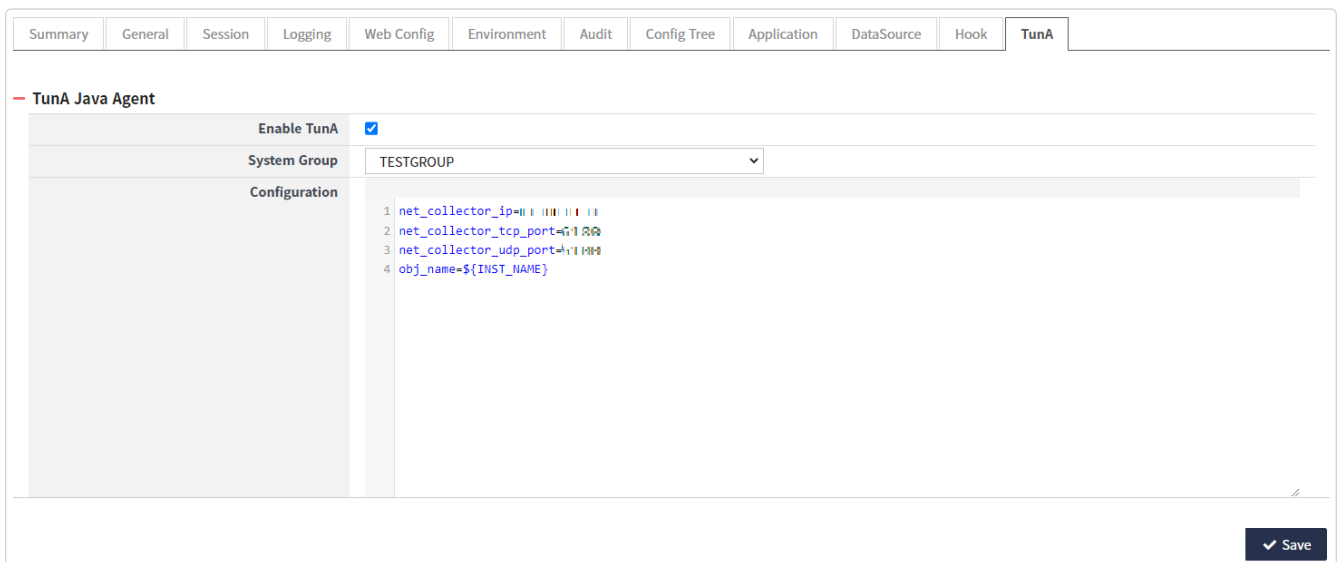 Summary General Session Logging Web Config Environment Audit Config Tree Application DataSource Hook TunA
TunA Java Agent
Enable TunA
System Group TESTGROUP
Configuration
1 net_collector_ip=
2 net_collector_tcp_port=
3 net_collector_udp_port=
4 obj_name=${INST_NAME}
Save